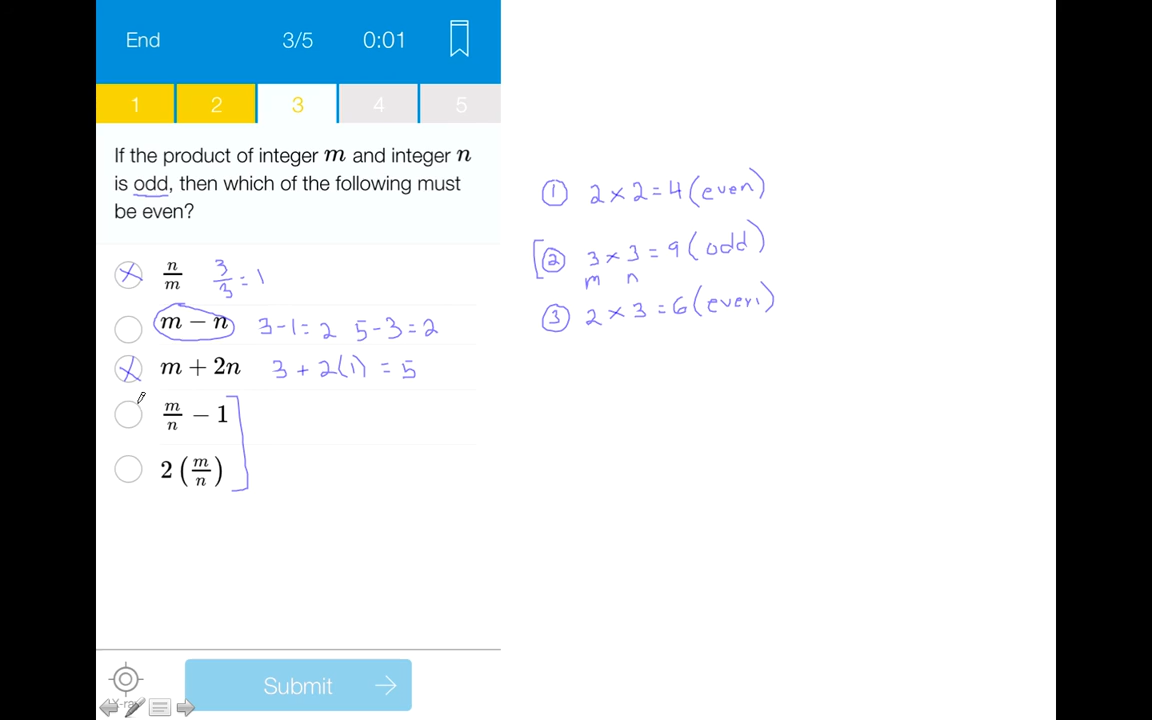 End 3/5 0:01
1 2 3 4 5
If the product of integer m and integer n
is odd, then which of the following must
be even?
n/m 3/3 = 1
m − n 3-1=2 5-3=2
m + 2n 3 + 2(1) = 5
m/n − 1
2(m/n)
① 2 × 2 = 4 (even)
② 3 × 3 = 9 (odd)
m n
③ 2 × 3 = 6 (even)
Submit